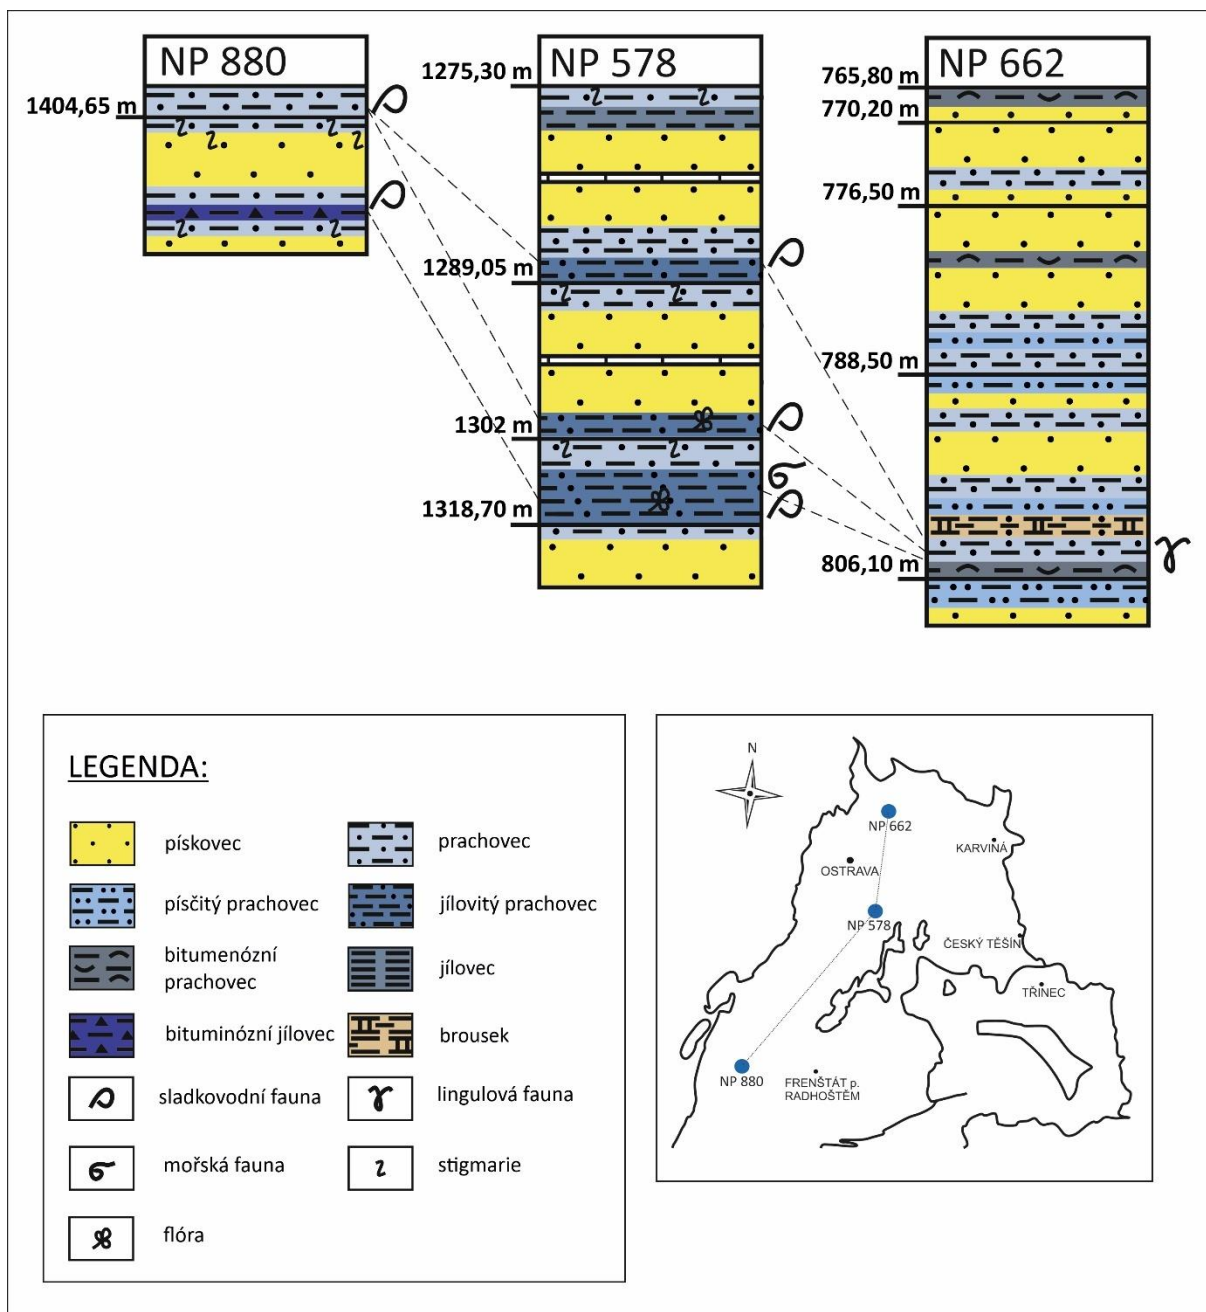 NP 880
1404,65 m
NP 578
1275,30 m
1289,05 m
1302 m
1318,70 m
NP 662
765,80 m
770,20 m
776,50 m
788,50 m
806,10 m
LEGENDA:
pískovec
prachovec
písčitý prachovec
jílovitý prachovec
bitumenózní
prachovec
jílovec
bituminózní jílovec
brousek
sladkovodní fauna
lingulová fauna
mořská fauna
stigmarie
flóra
N
NP 662
KARVINÁ
OSTRAVA
NP 578
ČESKÝ TĚŠÍN
TŘINEC
NP 880
FRENŠTÁT p.
RADHOŠTĚM